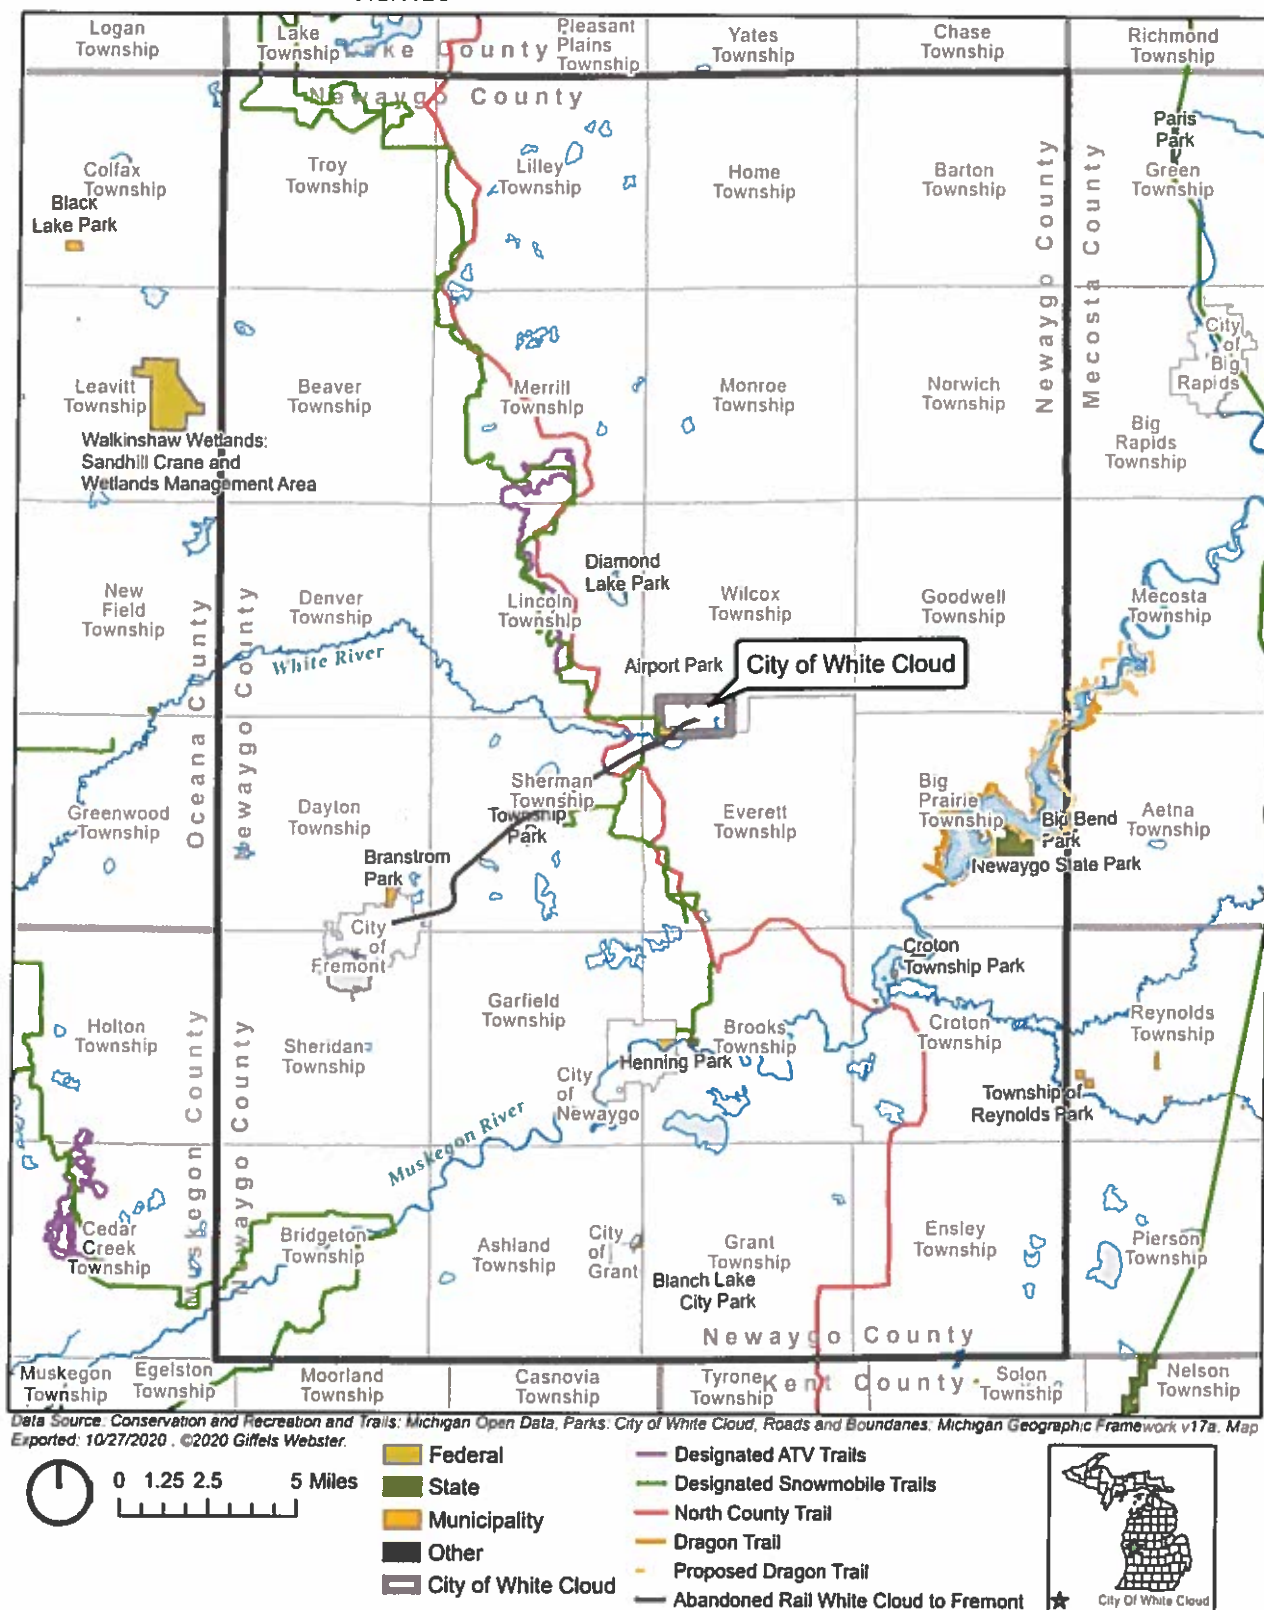 Logan
Township
Lake
Township
Lake County
Pleasant
Plains
Township
Yates
Township
Chase
Township
Richmond
Township
Newaygo County
Paris
Park
Colfax
Township
Black
Lake Park
Troy
Township
Lilley
Township
Home
Township
Barton
Township
Newaygo County
Mecosta County
Green
Township
City
of
Big
Rapids
Leavitt
Township
Beaver
Township
Merrill
Township
Monroe
Township
Norwich
Township
Big
Rapids
Township
Walkinshaw Wetlands:
Sandhill Crane and
Wetlands Management Area
Diamond
Lake Park
New
Field
Township
Oceana County
Newaygo County
Denver
Township
Lincoln
Township
Wilcox
Township
Goodwell
Township
Mecosta
Township
White River
Airport Park
City of White Cloud
Greenwood
Township
Dayton
Township
Sherman
Township
Township
Park
Everett
Township
Big
Prairie
Township
Big Bend
Park
Newaygo State Park
Aetna
Township
Branstrom
Park
City
of
Fremont
Croton
Township Park
Holton
Township
Muskegon County
Newaygo County
Sheridan
Township
Garfield
Township
Brooks
Township
Croton
Township
Reynolds
Township
Henning Park
City
of
Newaygo
Township of
Reynolds Park
Muskegon River
Cedar
Creek
Township
Bridgeton
Township
Ashland
Township
City
of
Grant
Grant
Township
Blanch Lake
City Park
Ensley
Township
Pierson
Township
Newaygo County
Muskegon
Township
Egelston
Township
Moorland
Township
Casnovia
Township
Tyrone
Township
Kent County
Solon
Township
Nelson
Township
Data Source: Conservation and Recreation and Trails: Michigan Open Data, Parks: City of White Cloud, Roads and Boundaries: Michigan Geographic Framework v17a. Map
Exported: 10/27/2020 . ©2020 Giffels Webster.
0 1.25 2.5 5 Miles
Federal
State
Municipality
Other
City of White Cloud
Designated ATV Trails
Designated Snowmobile Trails
North County Trail
Dragon Trail
Proposed Dragon Trail
Abandoned Rail White Cloud to Fremont
City Of White Cloud